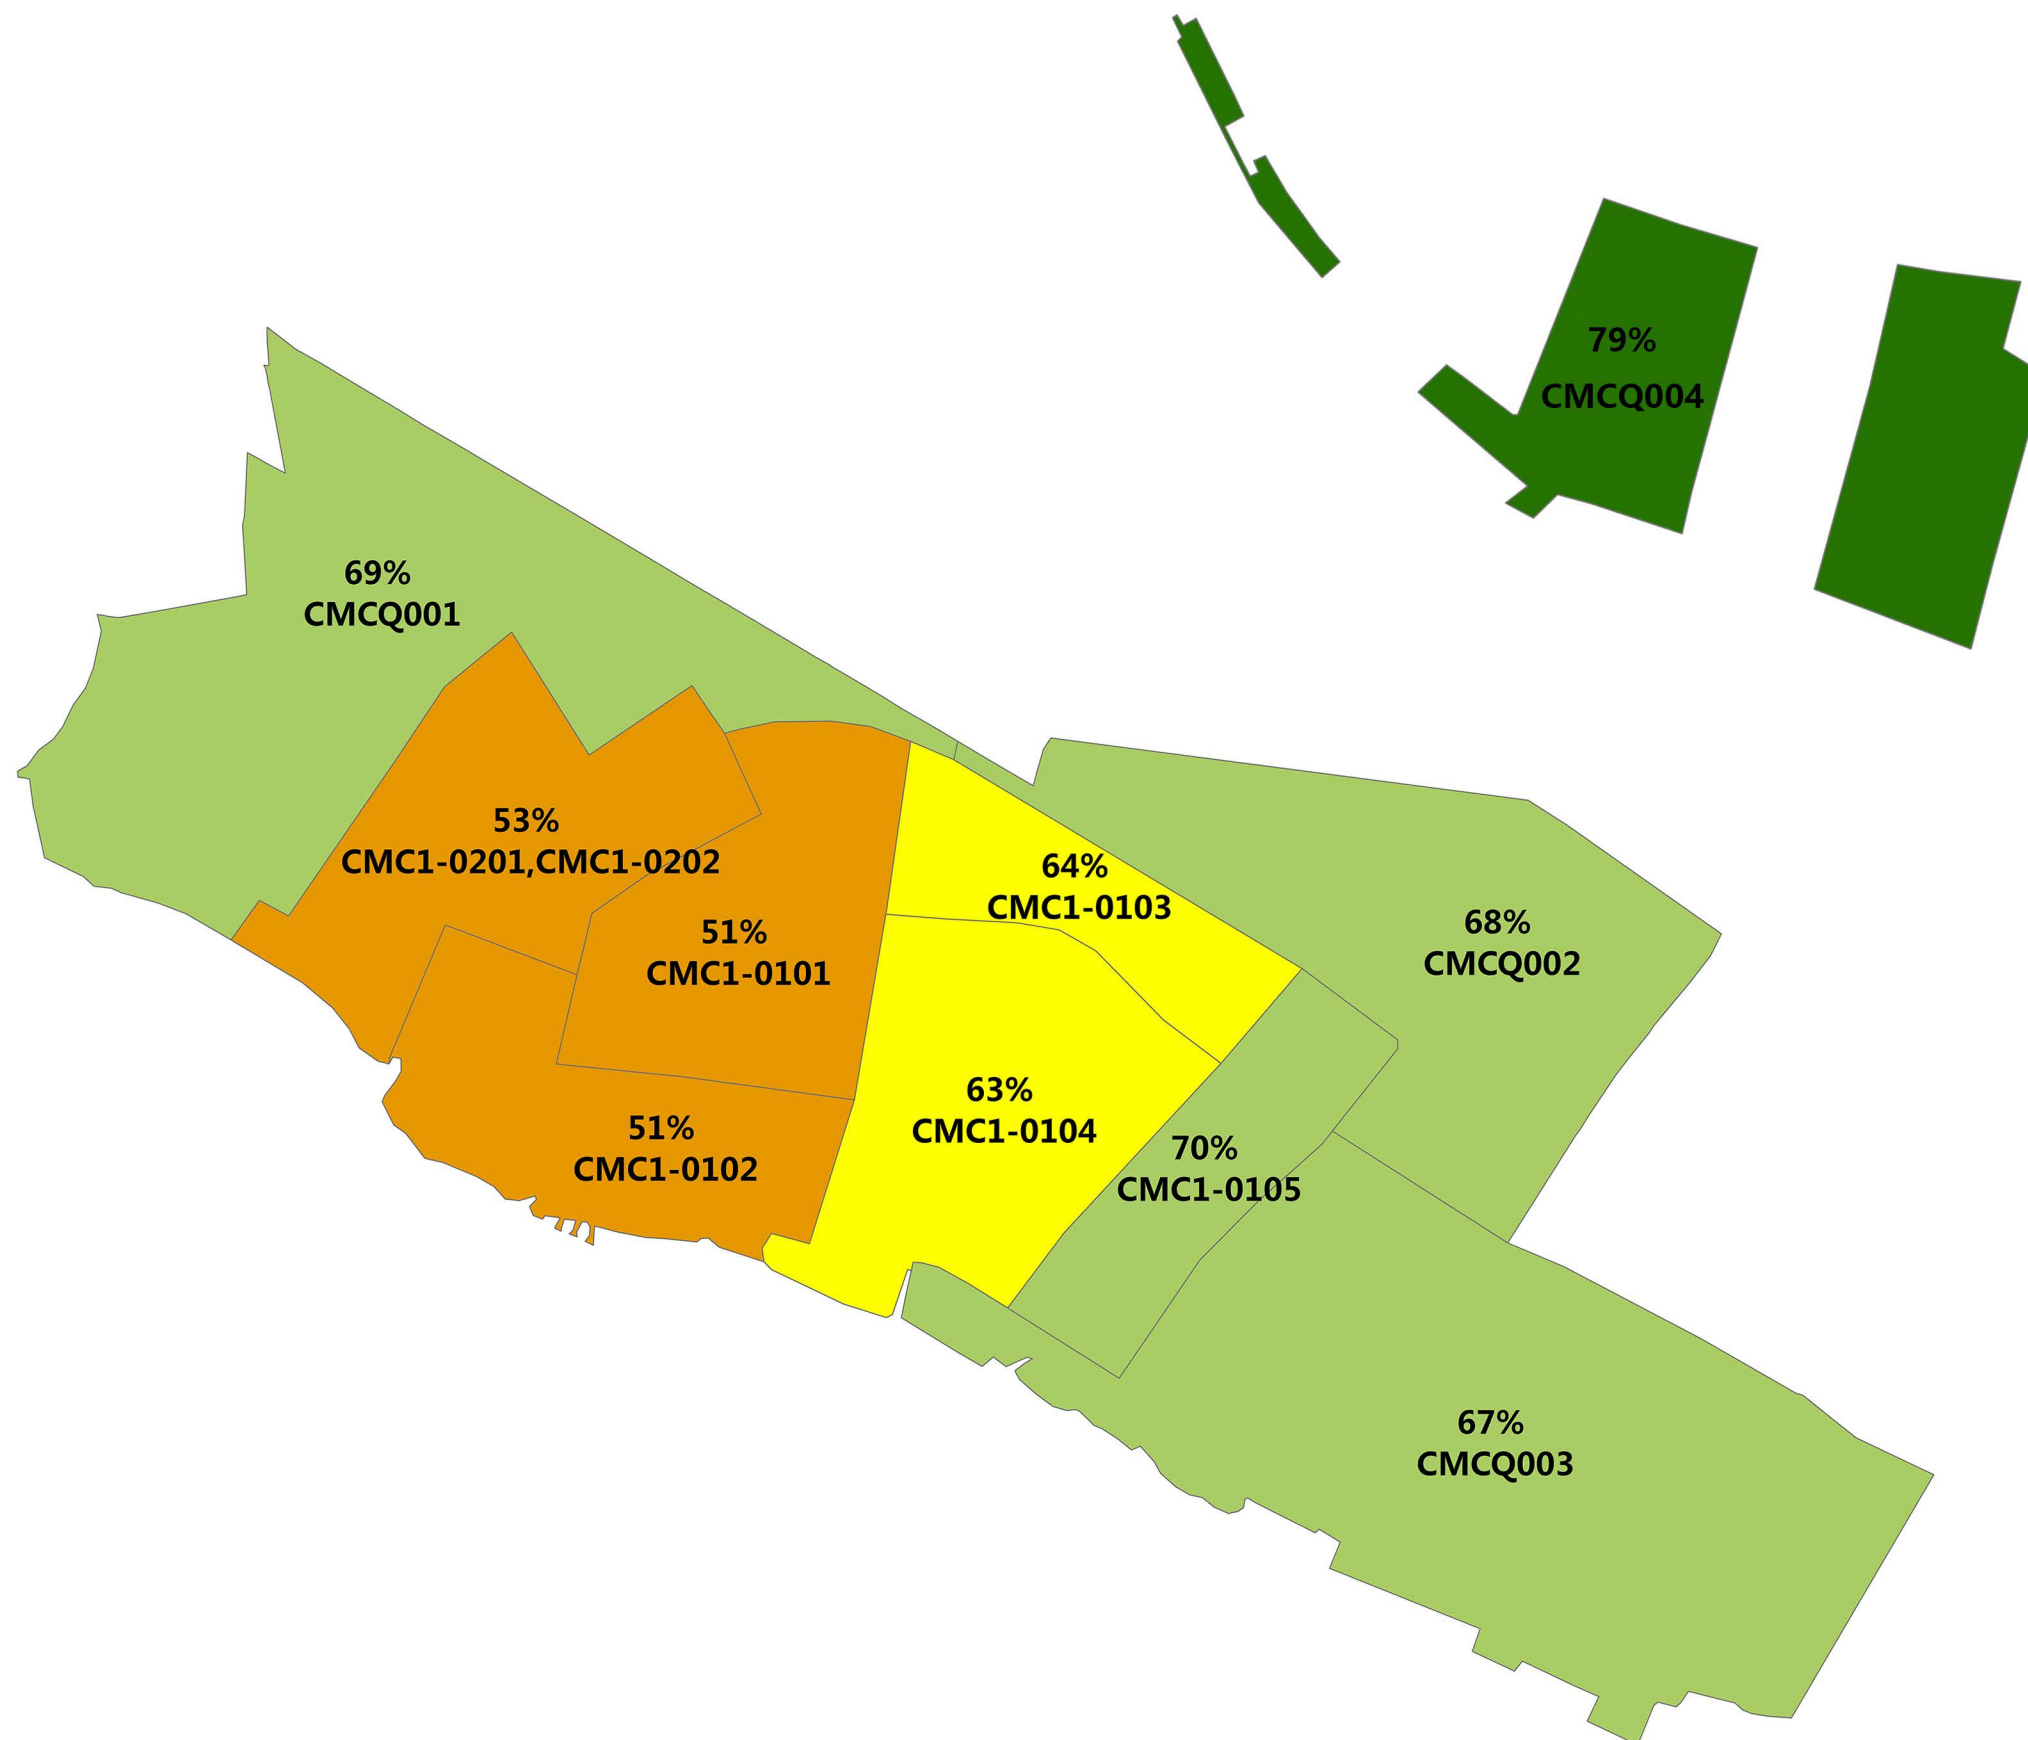 79%
CMCQ004
69%
CMCQ001
53%
CMC1-0201,CMC1-0202
64%
CMC1-0103
51%
CMC1-0101
68%
CMCQ002
63%
CMC1-0104
51%
CMC1-0102
70%
CMC1-0105
67%
CMCQ003